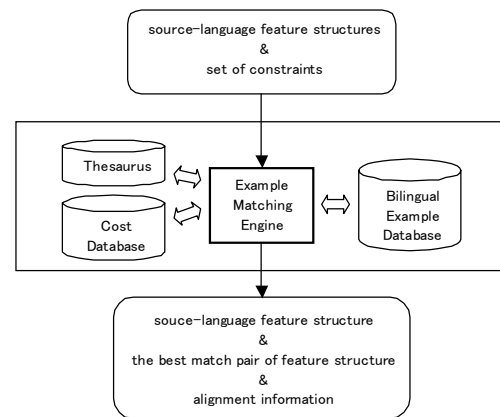 source-language feature structures
&
set of constraints
Thesaurus
Cost
Database
Example
Matching
Engine
Bilingual
Example
Database
souce-language feature structure
&
the best match pair of feature structure
&
alignment information